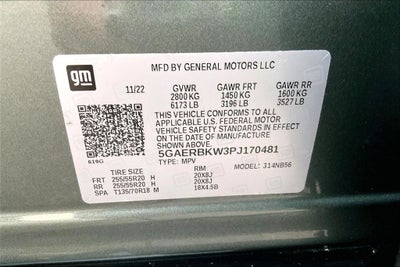 gm
MFD BY GENERAL MOTORS LLC
11/22 GVWR GAWR FRT GAWR RR
2800 KG 1450 KG 1600 KG
6173 LB 3196 LB 3527 LB
THIS VEHICLE CONFORMS TO ALL APPLICABLE
U.S. FEDERAL MOTOR VEHICLE SAFETY
STANDARDS IN EFFECT ON THE
DATE OF MANUFACTURE
SHOWN ABOVE.
5GAERBKW3PJ170481
619G TYPE: MPV MODEL: 314NB56
TIRE SIZE RIM
FRT 255/55R20 H 20X8J
RR 255/55R20 H 20X8J
SPA T135/70R18 M 18X4.5B